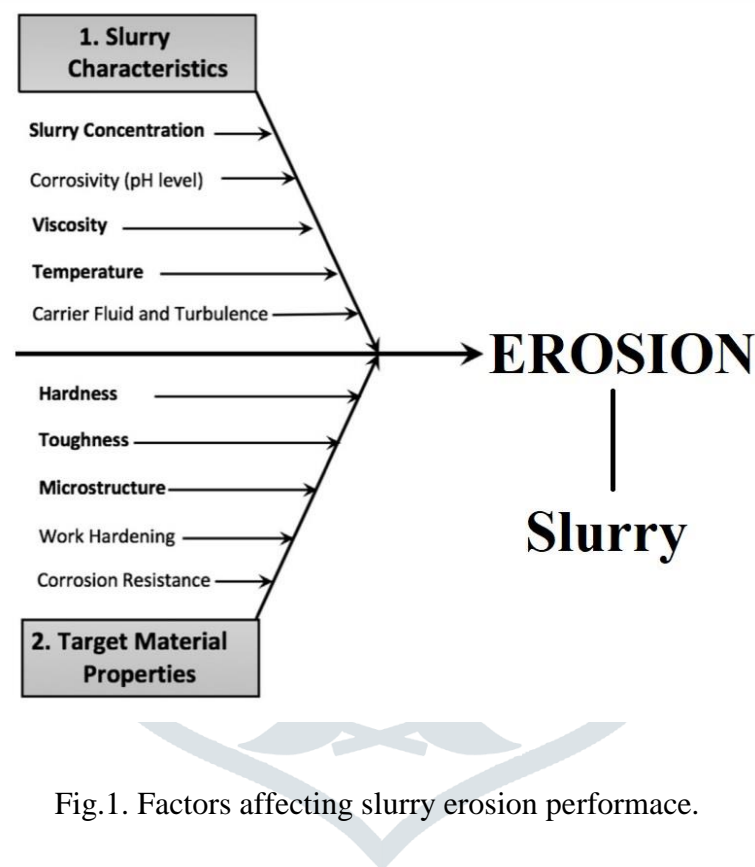 1. Slurry
Characteristics
Slurry Concentration
Corrosivity (pH level)
Viscosity
Temperature
Carrier Fluid and Turbulence
EROSION
Slurry
Hardness
Toughness
Microstructure
Work Hardening
Corrosion Resistance
2. Target Material
Properties
Fig.1. Factors affecting slurry erosion performace.